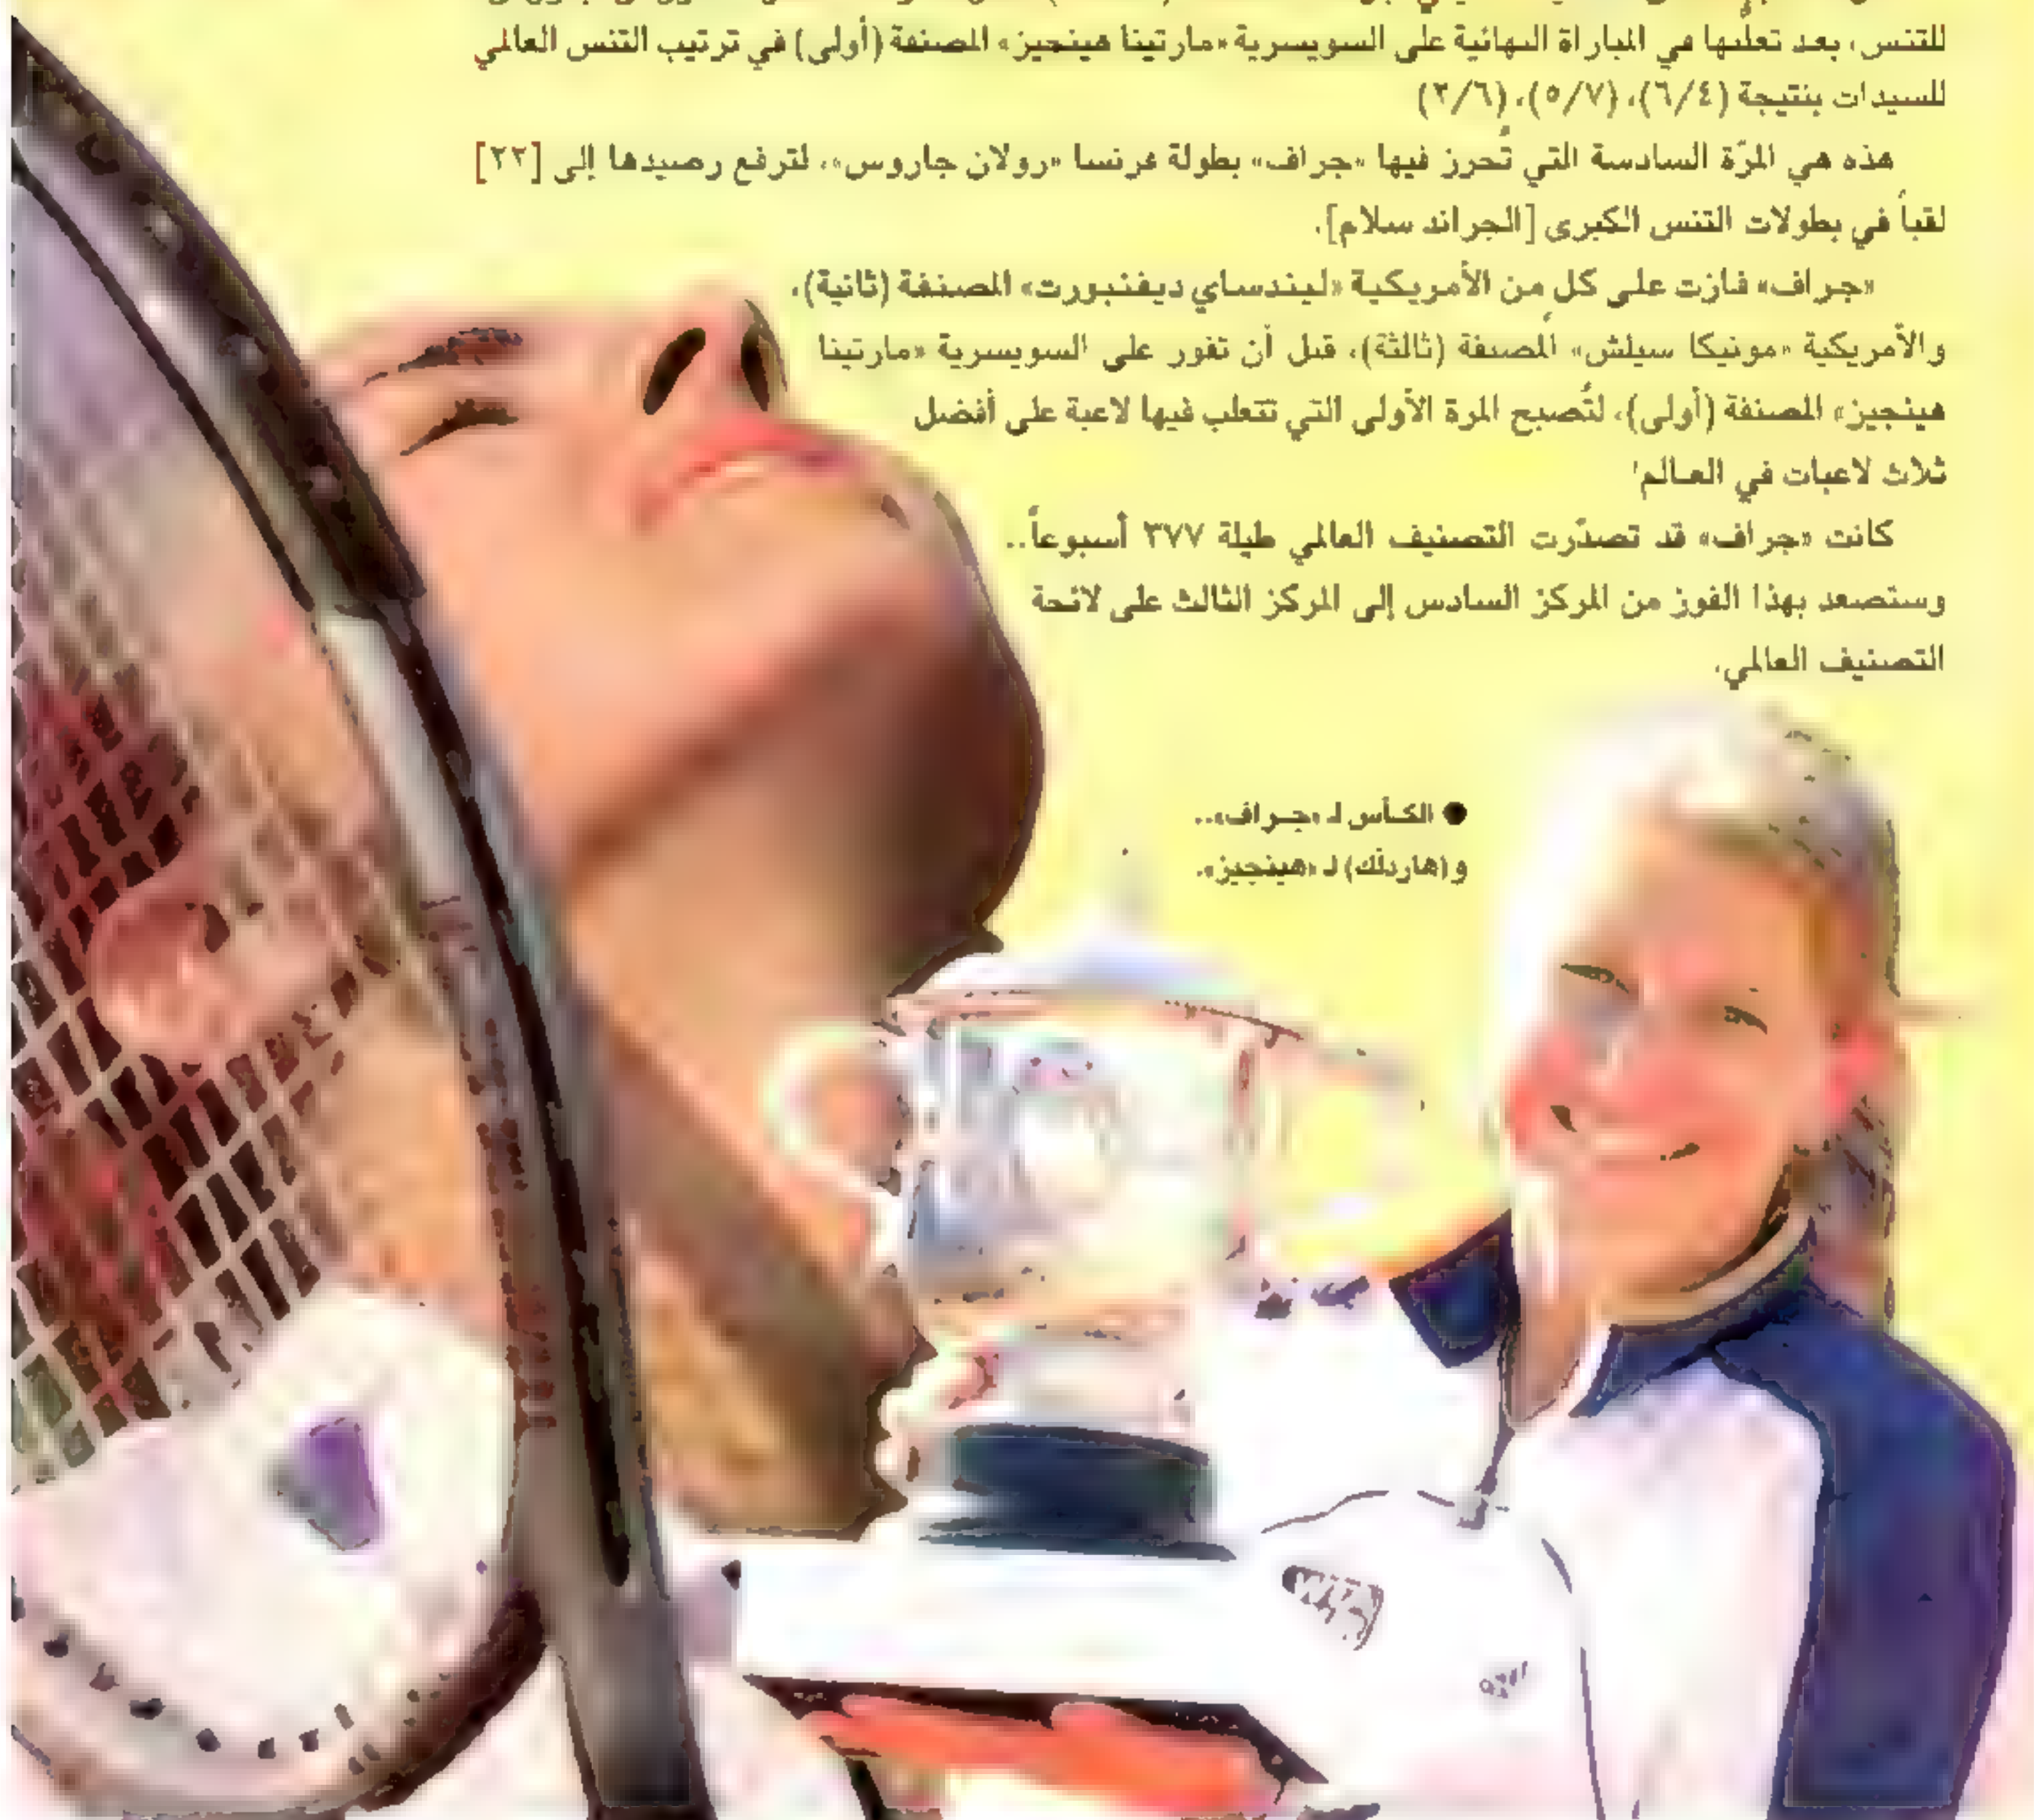 للتنس، بعد تغلّبها في المباراة النهائية على السويسرية «مارتينا هينجيز» المصنفة (أولى) في ترتيب التنس العالمي
للسيدات بنتيجة (٦/٤)، (٥/٧)، (٢/٦)
هذه هي المرّة السادسة التي تُحرز فيها «جراف» بطولة فرنسا «رولان جاروس»، لترفع رصيدها إلى [٢٢]
لقباً في بطولات التنس الكبرى [الجراند سلام].
«جراف» فازت على كل من الأمريكية «ليندساي ديفنبورت» المصنفة (ثانية)،
والأمريكية «مونيكا سيلش» المصنفة (ثالثة)، قبل أن تفوز على السويسرية «مارتينا
هينجيز» المصنفة (أولى)، لتُصبح المرة الأولى التي تتغلب فيها لاعبة على أفضل
ثلاث لاعبات في العالم!
كانت «جراف» قد تصدّرت التصنيف العالمي طيلة ٣٧٧ أسبوعاً..
وستصعد بهذا الفوز من المركز السادس إلى المركز الثالث على لائحة
التصنيف العالمي.
● الكأس لـ «جراف»..
و (هاردلك) لـ «هينجيز».